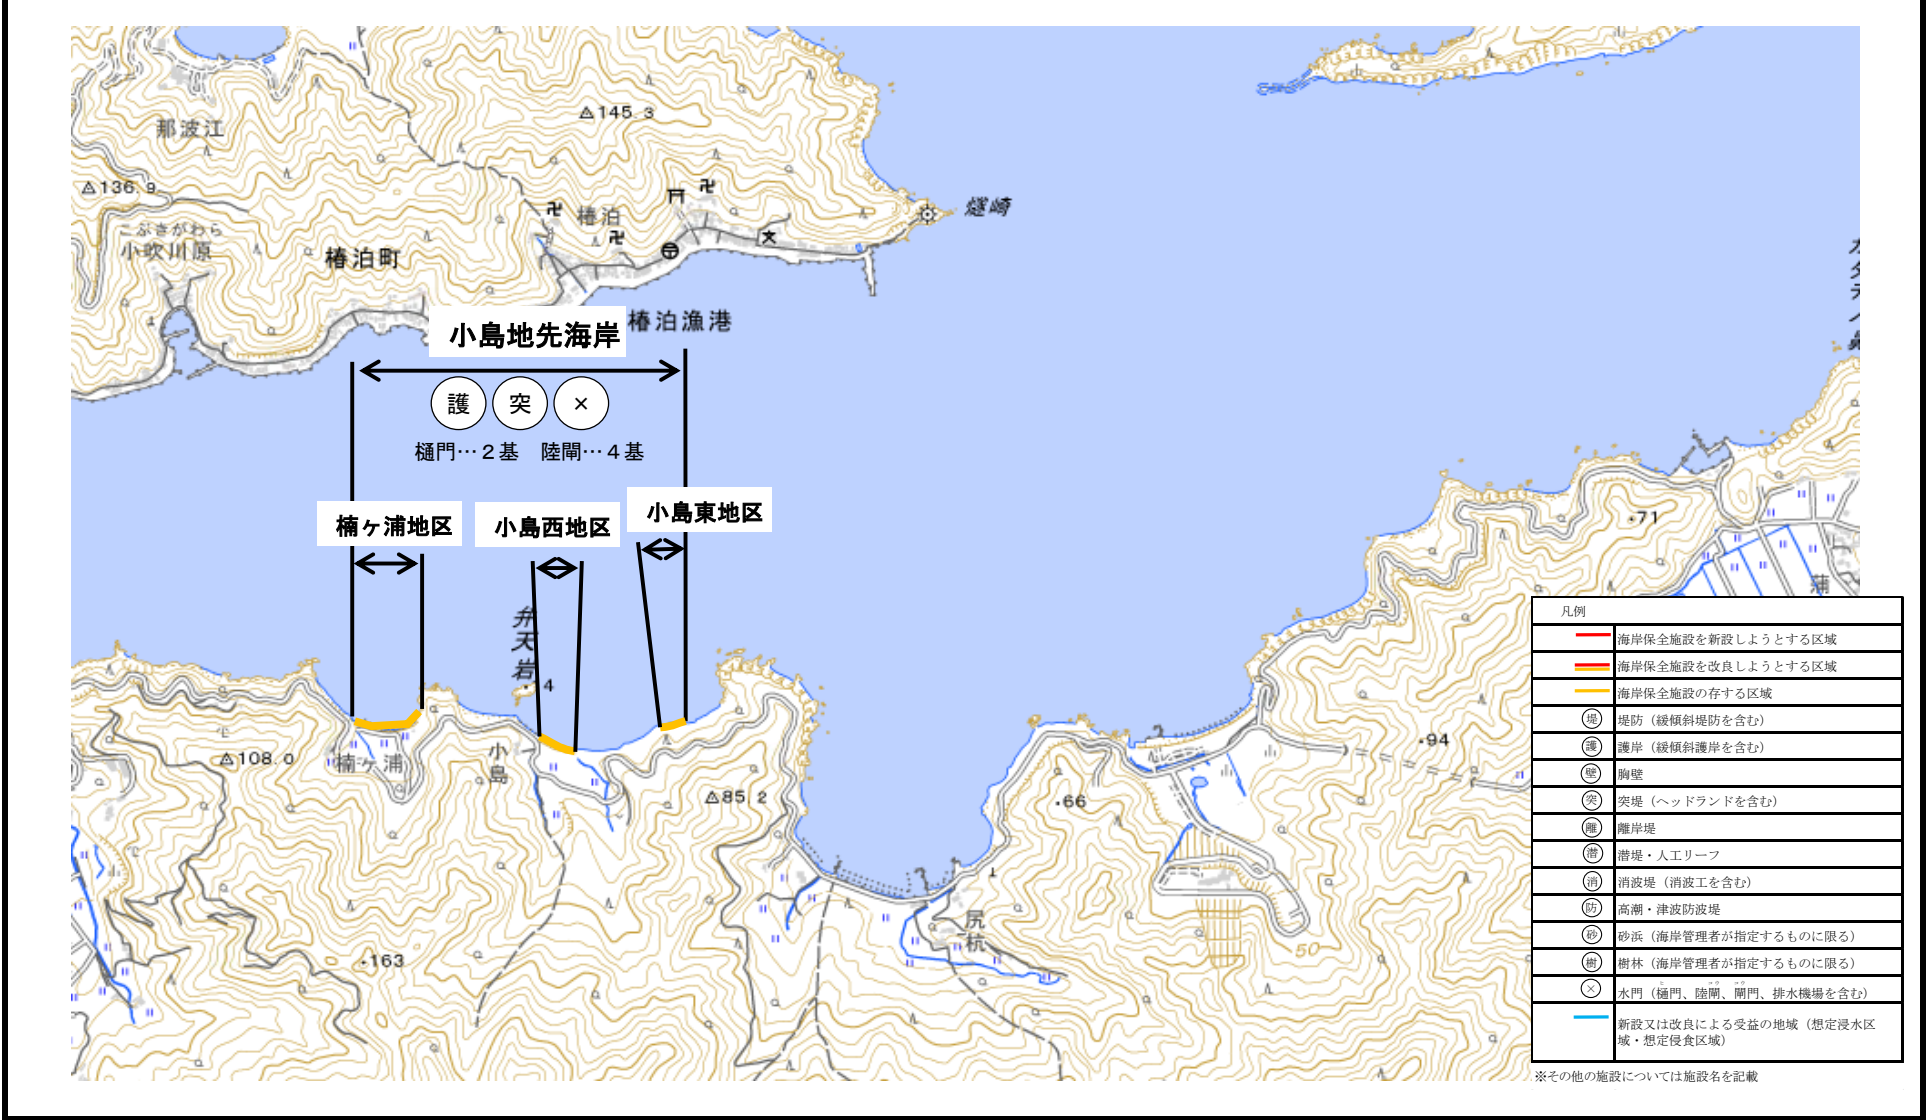 △145.3
那波江
△136.9
こぶきがわら
小吹川原
椿泊町
椿泊
燧崎
椿泊漁港
小島地先海岸
護 突 ×
樋門…２基　陸閘…４基
楠ヶ浦地区
小島西地区
小島東地区
弁天岩
・4
・71
蒲
△108.0
楠ヶ浦
小島
△85.2
・66
・94
尻杭
・163
50
凡例
海岸保全施設を新設しようとする区域
海岸保全施設を改良しようとする区域
海岸保全施設の存する区域
堤 堤防（緩傾斜堤防を含む）
護 護岸（緩傾斜護岸を含む）
壁 胸壁
突 突堤（ヘッドランドを含む）
離 離岸堤
潜 潜堤・人工リーフ
消 消波堤（消波工を含む）
防 高潮・津波防波堤
砂 砂浜（海岸管理者が指定するものに限る）
樹 樹林（海岸管理者が指定するものに限る）
× 水門（樋門、陸閘、閘門、排水機場を含む）
新設又は改良による受益の地域（想定浸水区
域・想定侵食区域）
※その他の施設については施設名を記載